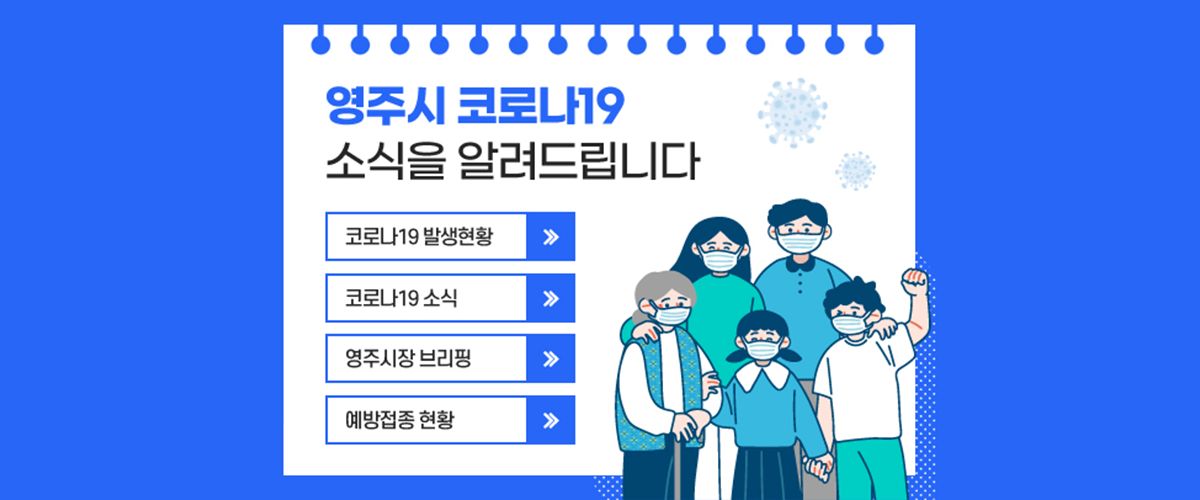 영주시 코로나19
소식을 알려드립니다
코로나19 발생현황
코로나19 소식
영주시장 브리핑
예방접종 현황